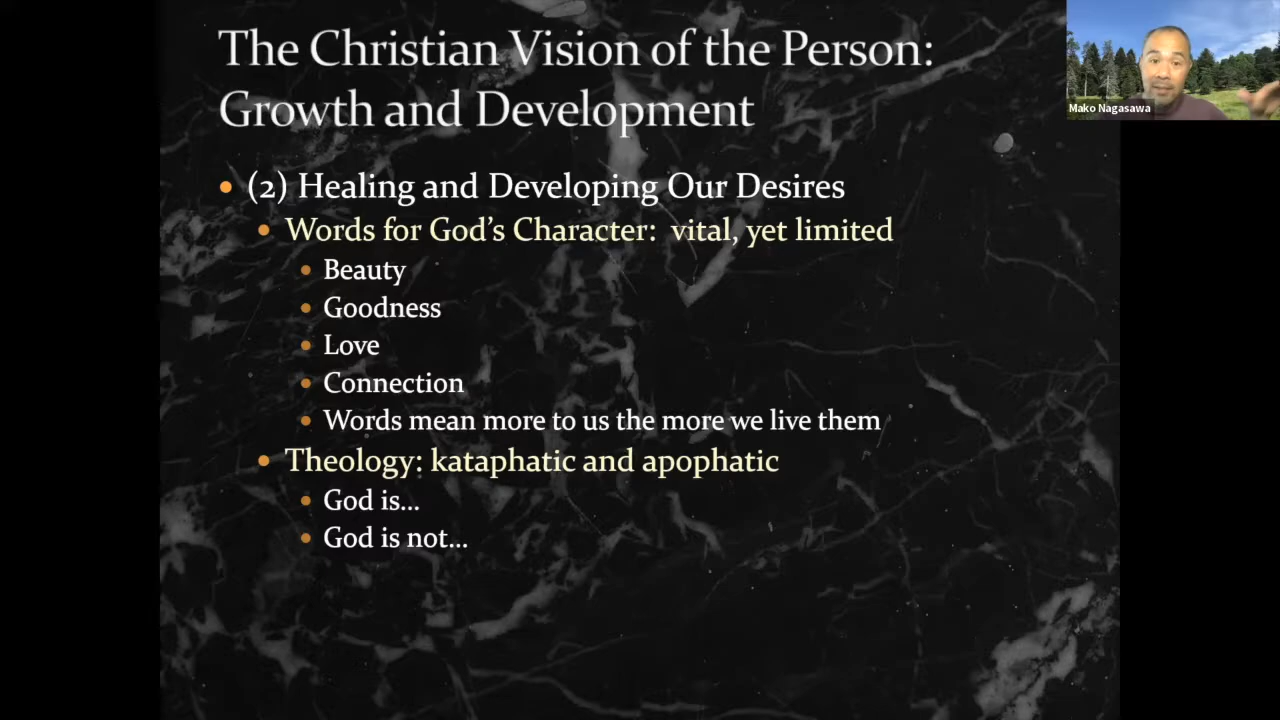 The Christian Vision of the Person:
Growth and Development
Mako Nagasawa
(2) Healing and Developing Our Desires
Words for God's Character: vital, yet limited
Beauty
Goodness
Love
Connection
Words mean more to us the more we live them
Theology: kataphatic and apophatic
God is...
God is not...